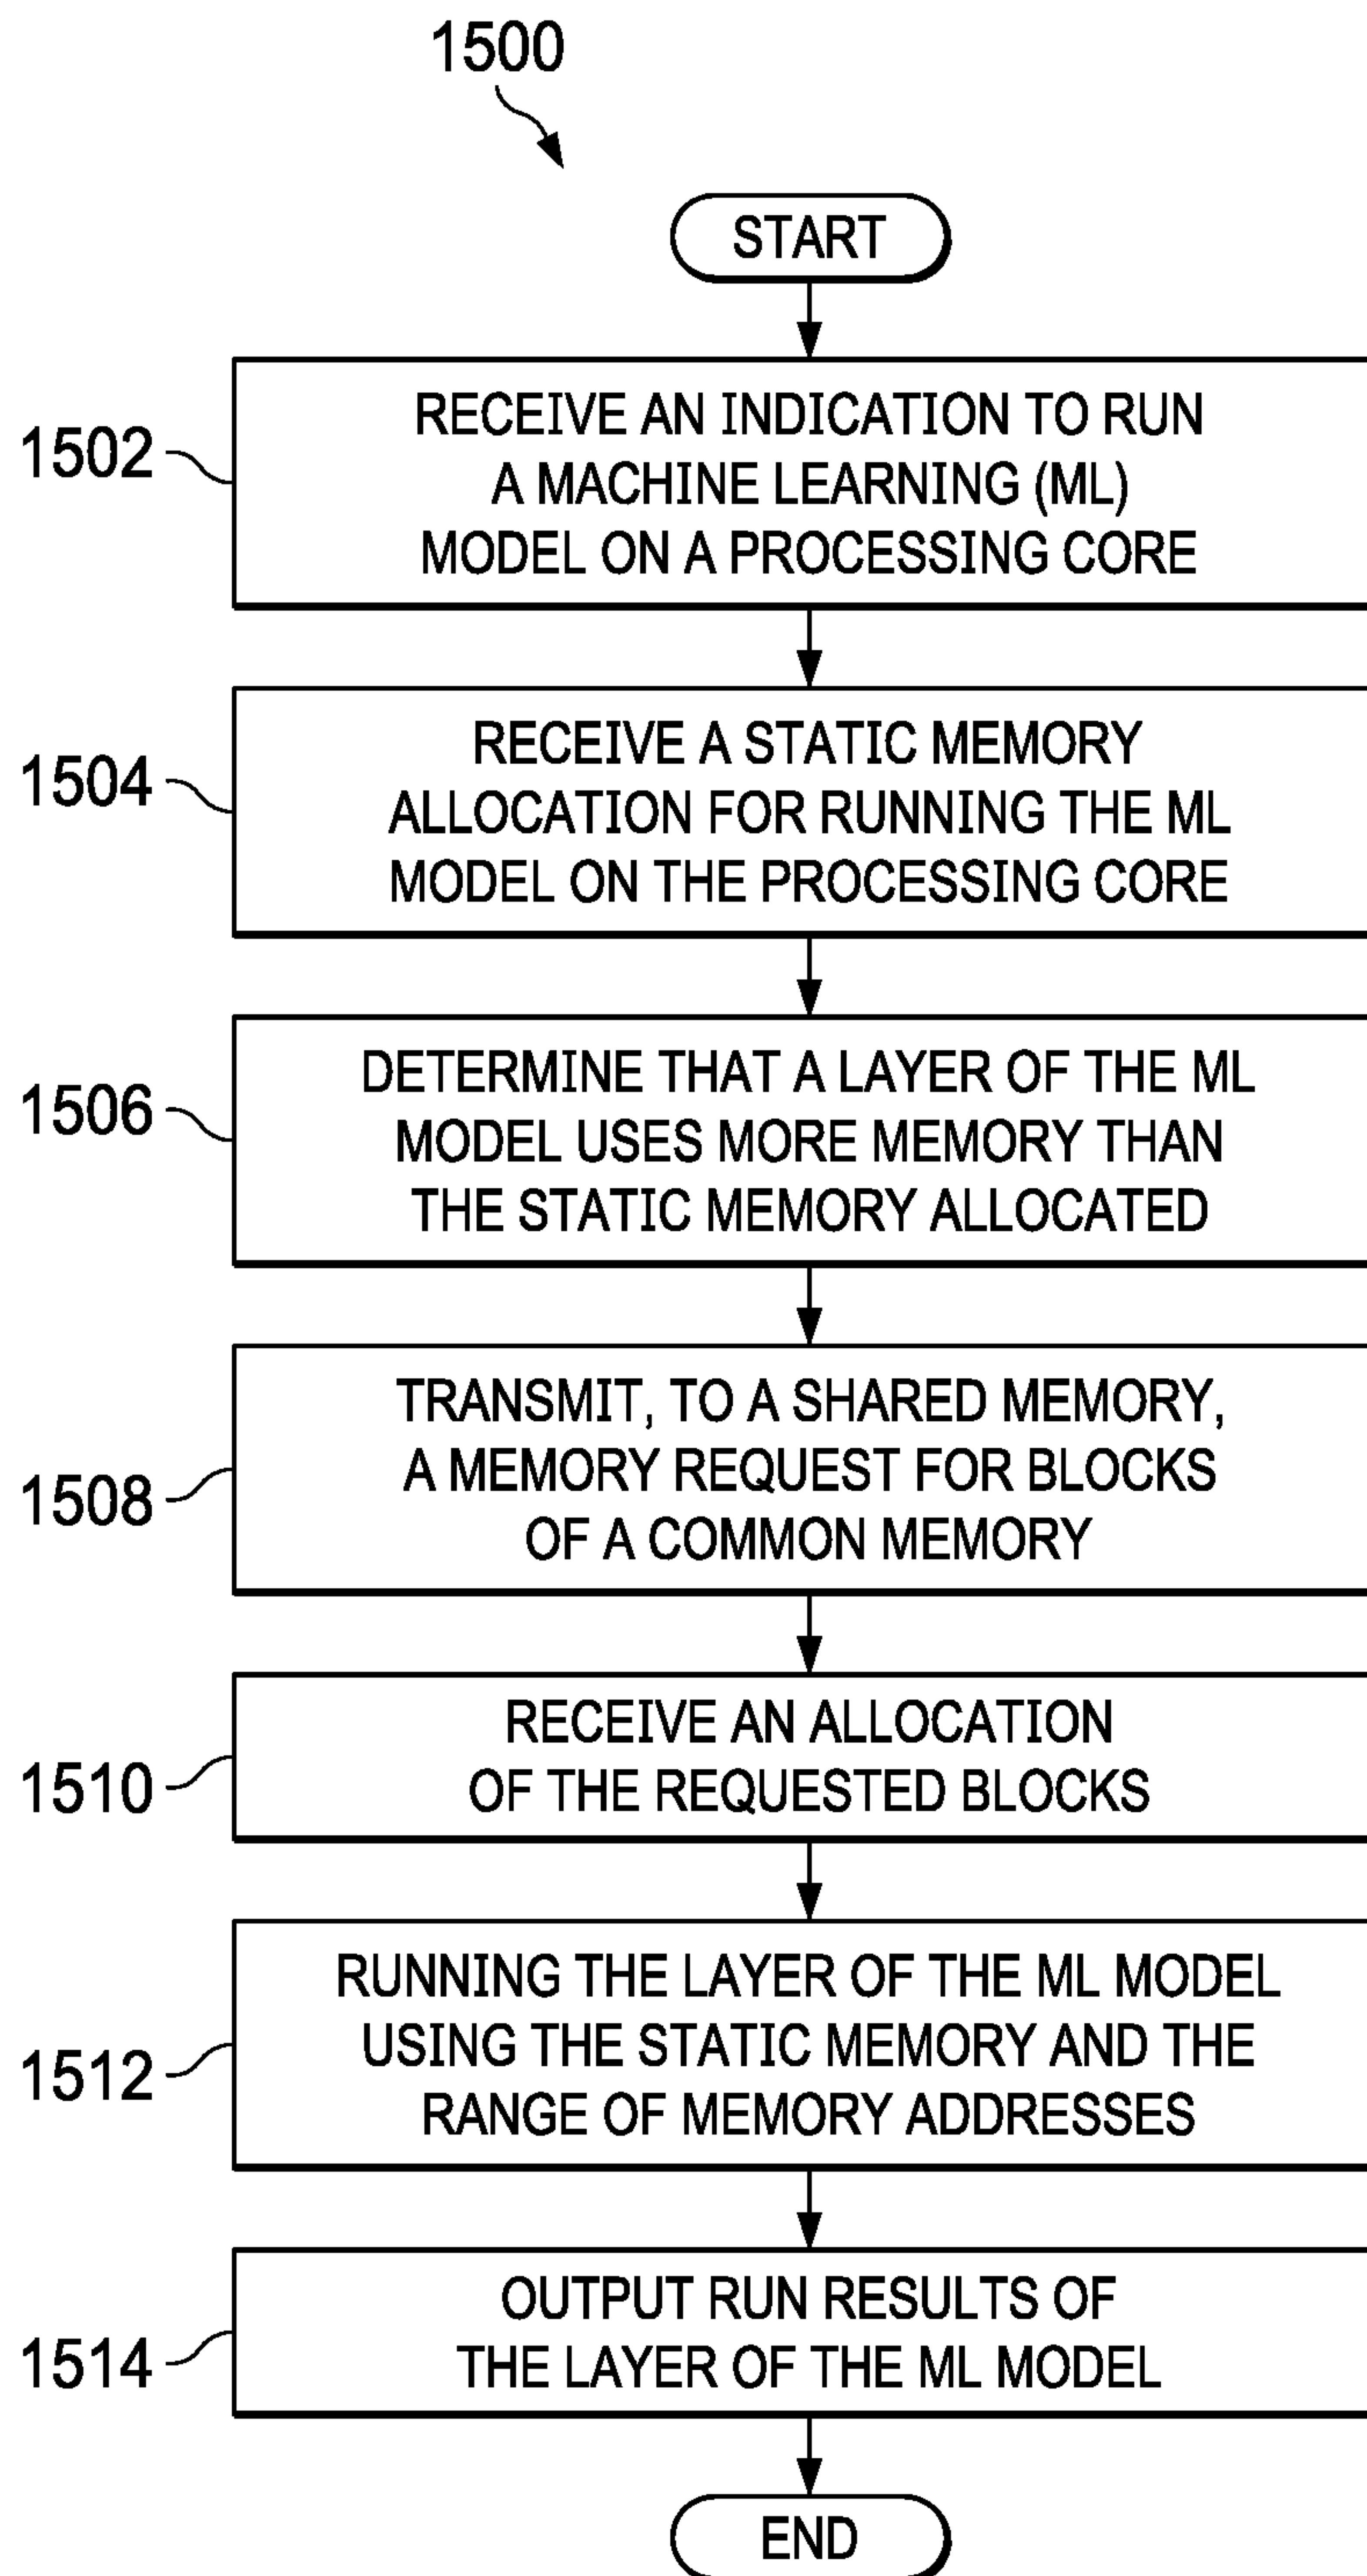 1500
START
1502
RECEIVE AN INDICATION TO RUN
A MACHINE LEARNING (ML)
MODEL ON A PROCESSING CORE
1504
RECEIVE A STATIC MEMORY
ALLOCATION FOR RUNNING THE ML
MODEL ON THE PROCESSING CORE
1506
DETERMINE THAT A LAYER OF THE ML
MODEL USES MORE MEMORY THAN
THE STATIC MEMORY ALLOCATED
1508
TRANSMIT, TO A SHARED MEMORY,
A MEMORY REQUEST FOR BLOCKS
OF A COMMON MEMORY
1510
RECEIVE AN ALLOCATION
OF THE REQUESTED BLOCKS
1512
RUNNING THE LAYER OF THE ML MODEL
USING THE STATIC MEMORY AND THE
RANGE OF MEMORY ADDRESSES
1514
OUTPUT RUN RESULTS OF
THE LAYER OF THE ML MODEL
END